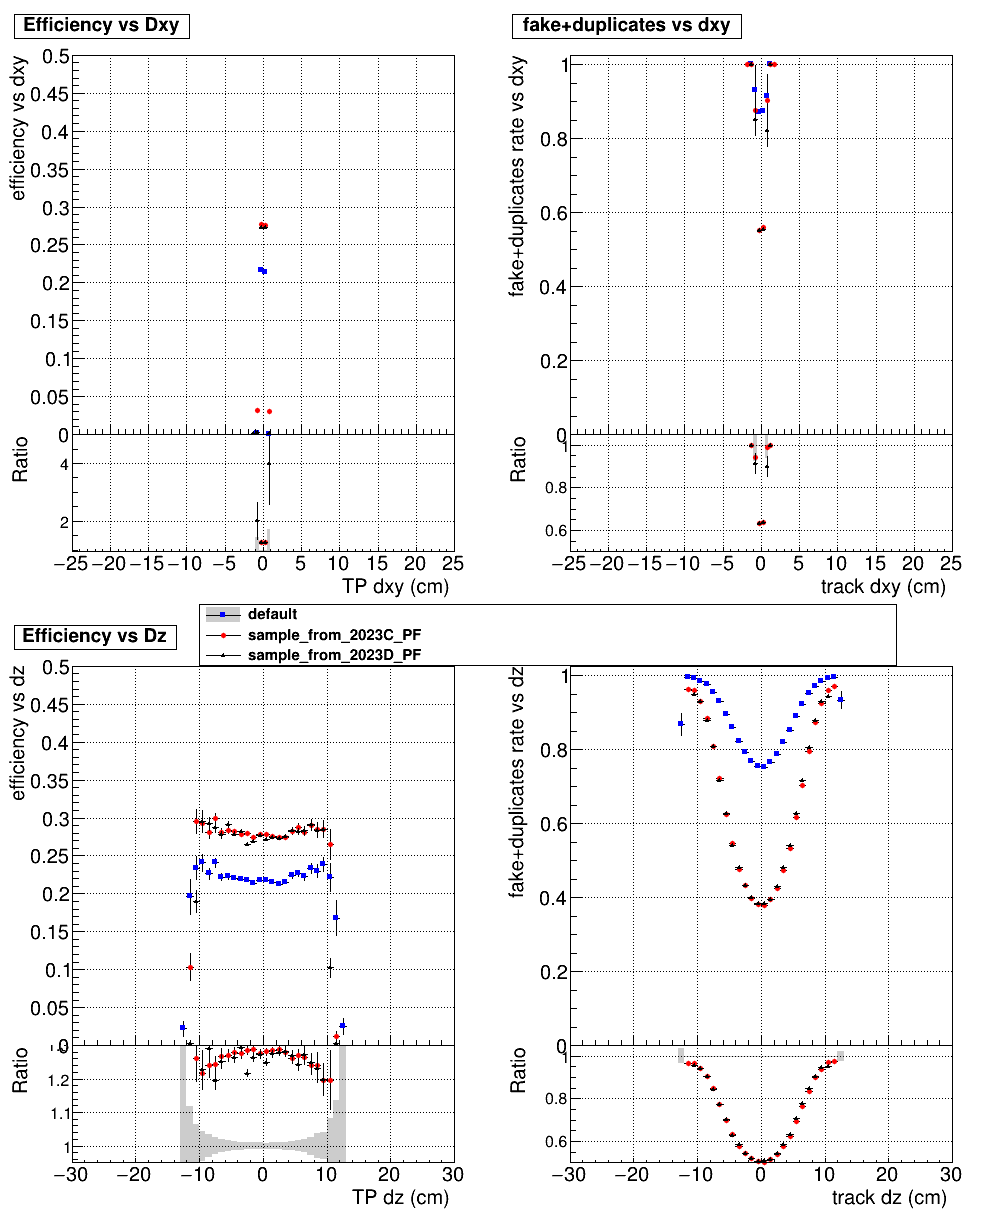 Efficiency vs Dxy
efficiency vs dxy
0.5
0.45
0.4
0.35
0.3
0.25
0.2
0.15
0.1
0.05
0
Ratio
4
2
−25 −20 −15 −10 −5 0 5 10 15 20 25
TP dxy (cm)
fake+duplicates vs dxy
fake+duplicates rate vs dxy
1
0.8
0.6
0.4
0.2
0
Ratio
1
0.8
0.6
−25 −20 −15 −10 −5 0 5 10 15 20 25
track dxy (cm)
default
sample_from_2023C_PF
sample_from_2023D_PF
Efficiency vs Dz
efficiency vs dz
0.5
0.45
0.4
0.35
0.3
0.25
0.2
0.15
0.1
0.05
0
Ratio
1.2
1.1
1
−30 −20 −10 0 10 20 30
TP dz (cm)
fake+duplicates rate vs dz
1
0.8
0.6
0.4
0.2
0
Ratio
1
0.8
0.6
−30 −20 −10 0 10 20 30
track dz (cm)